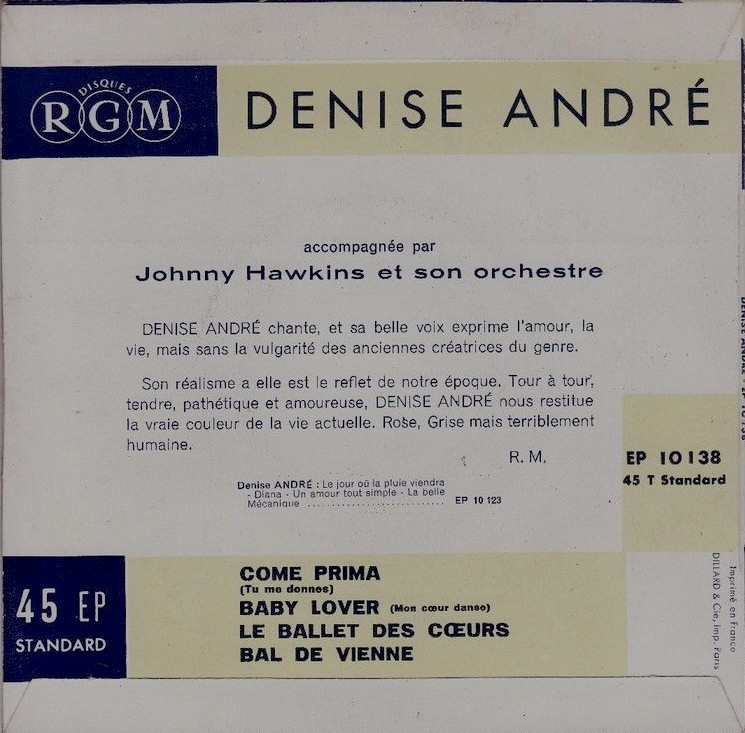 DISQUES
RGM
DENISE ANDRÉ
accompagnée par
Johnny Hawkins et son orchestre
DENISE ANDRÉ chante, et sa belle voix exprime l'amour, la
vie, mais sans la vulgarité des anciennes créatrices du genre.
Son réalisme a elle est le reflet de notre époque. Tour à tour,
tendre, pathétique et amoureuse, DENISE ANDRÉ nous restitue
la vraie couleur de la vie actuelle. Rose, Grise mais terriblement
humaine.
R. M.
Denise ANDRÉ : Le jour où la pluie viendra
- Diana - Un amour tout simple - La belle
Mécanique ........................ EP 10 123
EP 10138
45 T Standard
45 EP
STANDARD
COME PRIMA
(Tu me donnes)
BABY LOVER (Mon cœur danse)
LE BALLET DES CŒURS
BAL DE VIENNE
Imprimé en France
DILLARD & Cie, Imp. Paris
DENISE ANDRÉ EP 10138